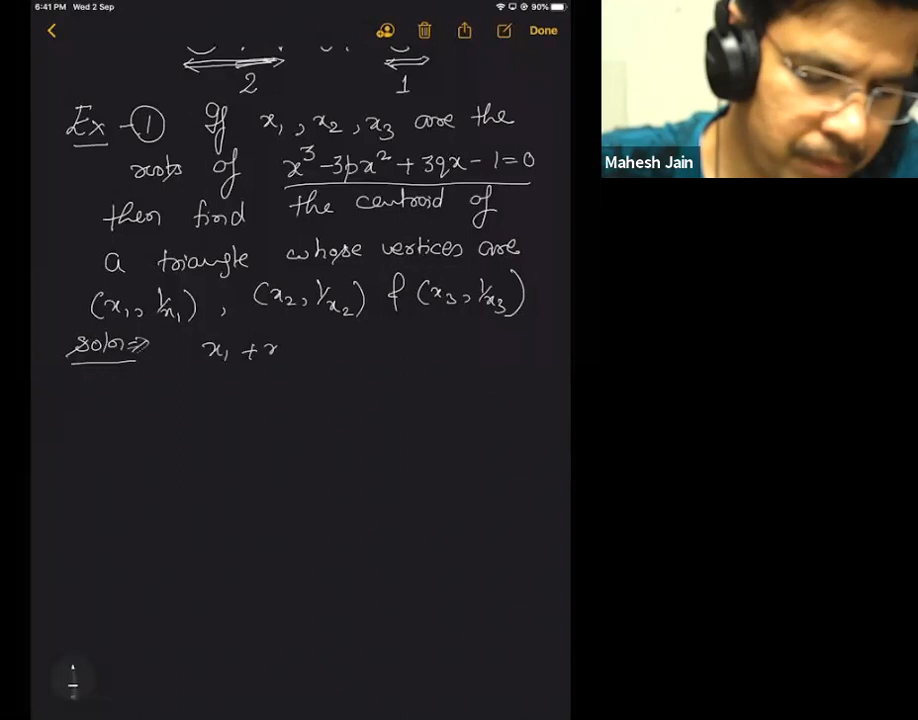 6:41 PM Wed 2 Sep
90%
Done
2
1
Ex - ① If x₁, x₂, x₃ are the
roots of x³ - 3px² + 3qx - 1 = 0
then find the centroid of
a triangle whose vertices are
(x₁, 1/x₁), (x₂, 1/x₂) & (x₃, 1/x₃)
Soln ⇒ x₁ +
Mahesh Jain